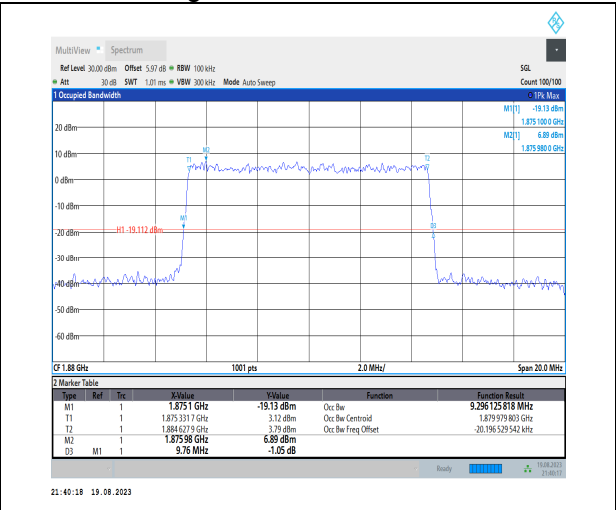 MultiView * Spectrum
Ref Level 30.00 dBm Offset 5.97 dB RBW 100 kHz SGL
Att 30 dB SWT 1.01 ms VBW 300 kHz Mode Auto Sweep Count 100/100
1 Occupied Bandwidth 1Pk Max
M1[1] -19.13 dBm
1.875 100 0 GHz
M2[1] 6.89 dBm
1.875 980 0 GHz
20 dBm
M2
10 dBm
T1 T2
0 dBm
-10 dBm
M1
-20 dBm H1 -19.112 dBm D3
-30 dBm
-40 dBm
-50 dBm
-60 dBm
CF 1.88 GHz 1001 pts 2.0 MHz/ Span 20.0 MHz
2 Marker Table
Type Ref Trc X-Value Y-Value Function Function Result
M1 1 1.8751 GHz -19.13 dBm Occ Bw 9.296 125 818 MHz
T1 1 1.875 331 7 GHz 3.12 dBm Occ Bw Centroid 1.879 979 803 GHz
T2 1 1.884 627 9 GHz 3.79 dBm Occ Bw Freq Offset -20.196 529 542 kHz
M2 1 1.87598 GHz 6.89 dBm
D3 M1 1 9.76 MHz -1.05 dB
Ready 19.08.2023
21:40:17
21:40:18 19.08.2023